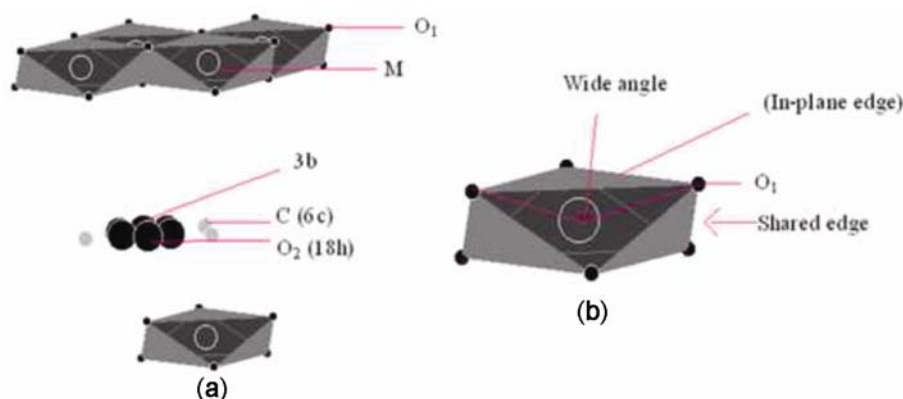 O₁
M
3b
C (6c)
O₂ (18h)
(a)
Wide angle
(In-plane edge)
O₁
Shared edge
(b)